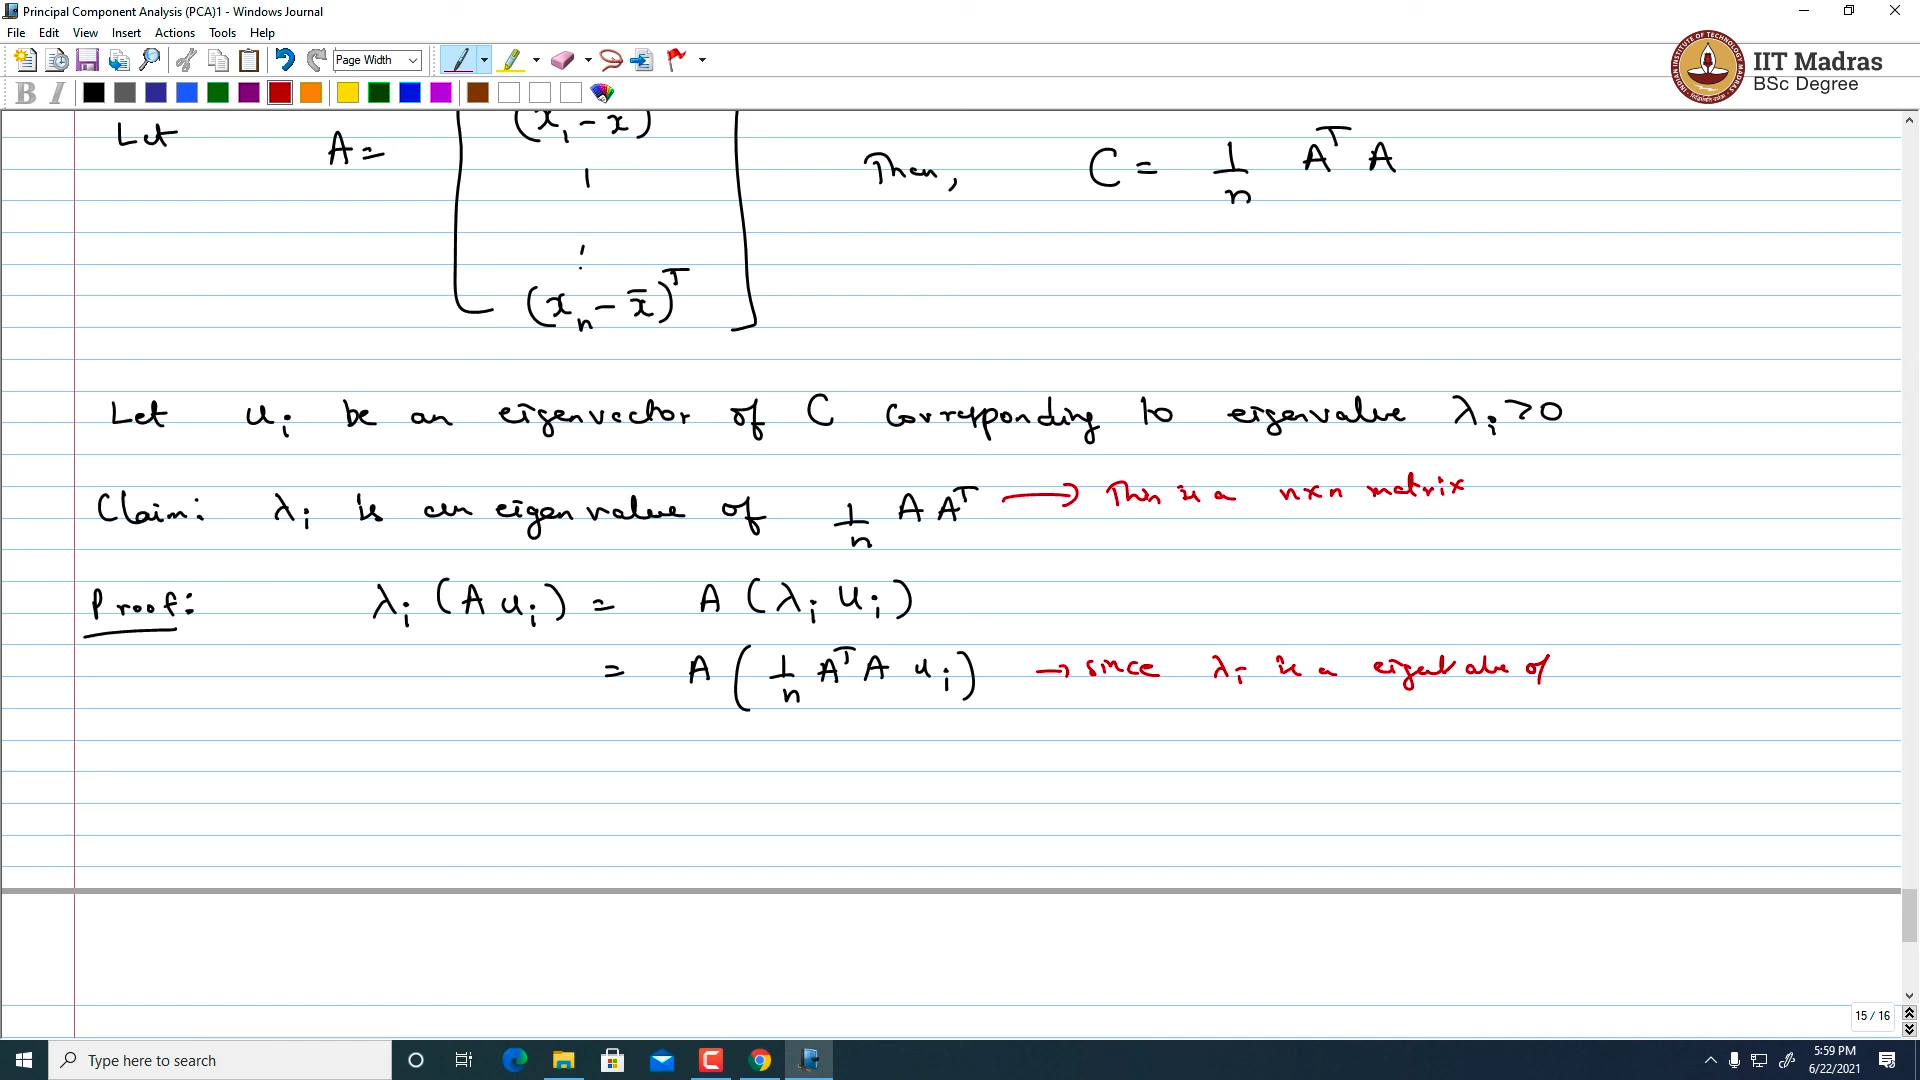 Principal Component Analysis (PCA)1 - Windows Journal
File Edit View Insert Actions Tools Help
Page Width
B I
IIT Madras
BSc Degree
Let A = (x₁ - x)
(xₙ - x̄)ᵀ
Then, C = 1/n Aᵀ A
Let uᵢ be an eigenvector of C corresponding to eigenvalue λᵢ > 0
Claim: λᵢ is an eigen value of 1/n A Aᵀ → This is a n×n matrix
Proof: λᵢ (A uᵢ) = A (λᵢ uᵢ)
= A (1/n Aᵀ A uᵢ) → since λᵢ is a eigenvalue of
15 / 16
Type here to search
5:59 PM
6/22/2021